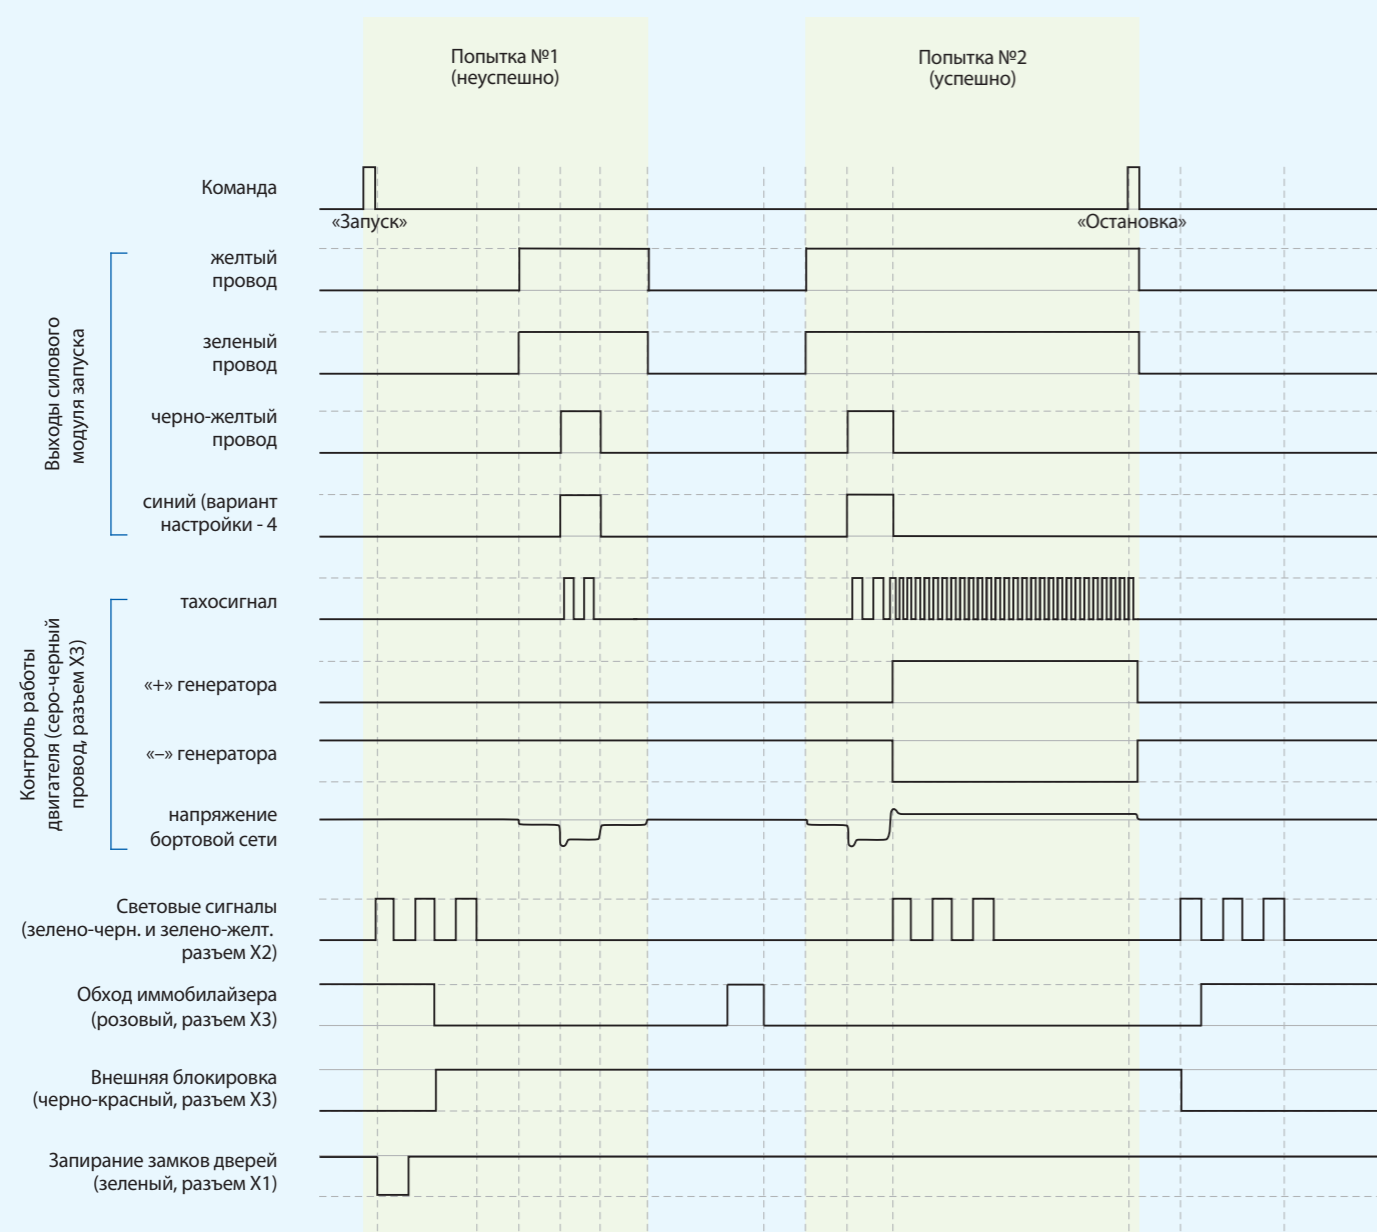 Попытка №1
(неуспешно)
Попытка №2
(успешно)
Команда
«Запуск»
«Остановка»
Выходы силового
модуля запуска
желтый
провод
зеленый
провод
черно-желтый
провод
синий (вариант
настройки - 4
Контроль работы
двигателя (серо-черный
провод, разъем X3)
тахосигнал
«+» генератора
«–» генератора
напряжение
бортовой сети
Световые сигналы
(зелено-черн. и зелено-желт.
разъем X2)
Обход иммобилайзера
(розовый, разъем X3)
Внешняя блокировка
(черно-красный, разъем X3)
Запирание замков дверей
(зеленый, разъем X1)